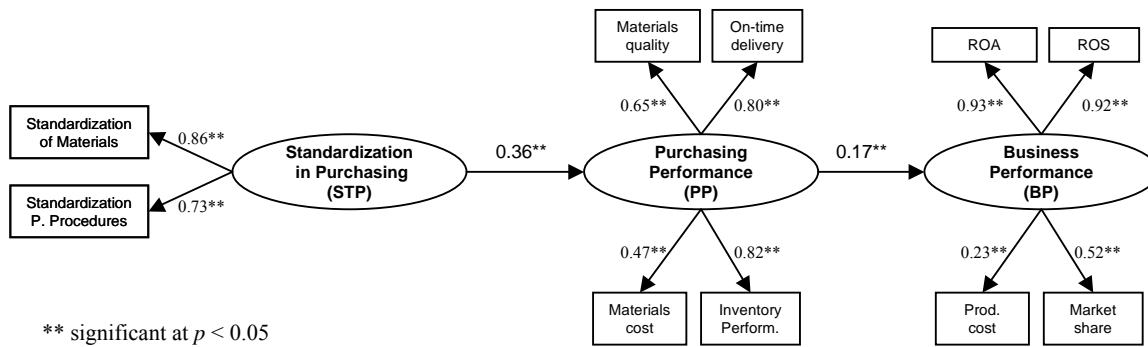 Materials
quality
On-time
delivery
ROA
ROS
0.65**
0.80**
0.93**
0.92**
Standardization
of Materials
0.86**
Standardization
P. Procedures
0.73**
Standardization
in Purchasing
(STP)
0.36**
Purchasing
Performance
(PP)
0.17**
Business
Performance
(BP)
0.47**
0.82**
0.23**
0.52**
Materials
cost
Inventory
Perform.
Prod.
cost
Market
share
** significant at p < 0.05